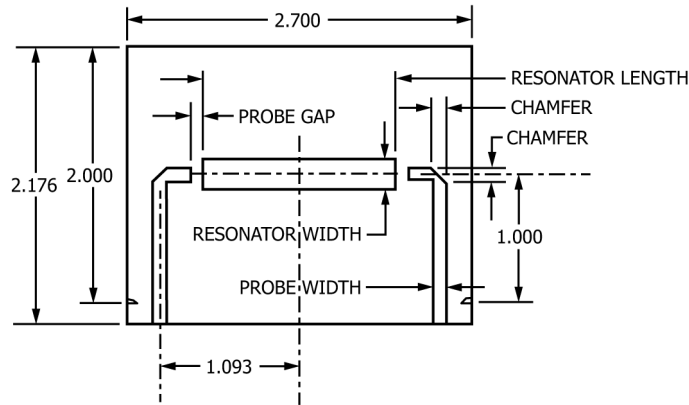 2.700
RESONATOR LENGTH
CHAMFER
PROBE GAP
CHAMFER
2.176
2.000
RESONATOR WIDTH
1.000
PROBE WIDTH
1.093